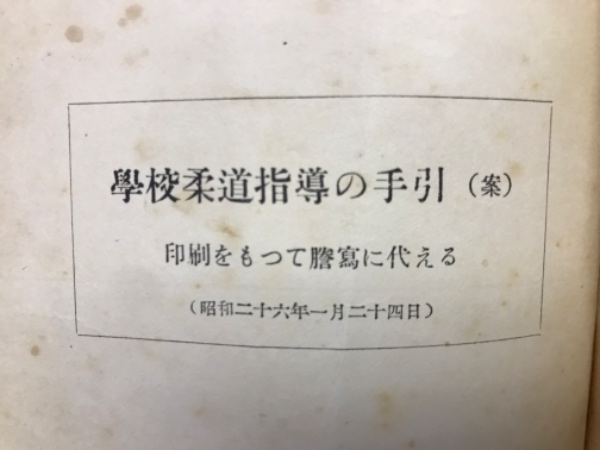 學校柔道指導の手引（案）
印刷をもつて謄寫に代える
（昭和二十六年一月二十四日）